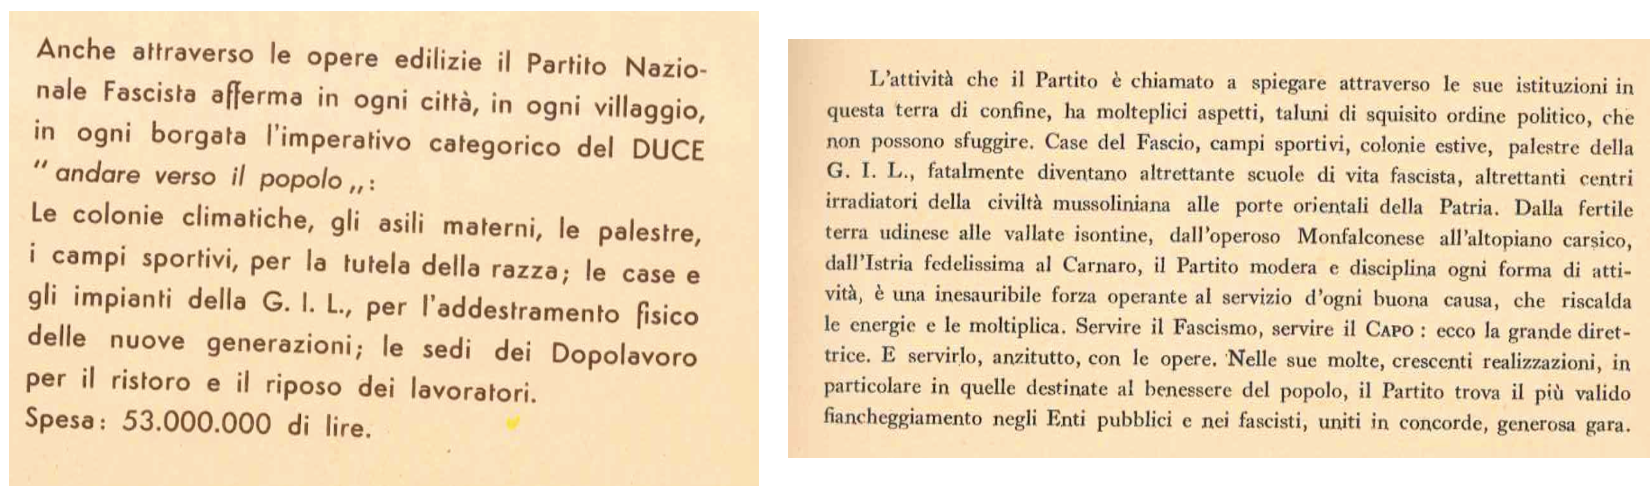 Anche attraverso le opere edilizie il Partito Nazio-
nale Fascista afferma in ogni città, in ogni villaggio,
in ogni borgata l'imperativo categorico del DUCE
“ andare verso il popolo „ :
Le colonie climatiche, gli asili materni, le palestre,
i campi sportivi, per la tutela della razza; le case e
gli impianti della G. I. L., per l'addestramento fisico
delle nuove generazioni; le sedi dei Dopolavoro
per il ristoro e il riposo dei lavoratori.
Spesa: 53.000.000 di lire.
L'attività che il Partito è chiamato a spiegare attraverso le sue istituzioni in
questa terra di confine, ha molteplici aspetti, taluni di squisito ordine politico, che
non possono sfuggire. Case del Fascio, campi sportivi, colonie estive, palestre della
G. I. L., fatalmente diventano altrettante scuole di vita fascista, altrettanti centri
irradiatori della civiltà mussoliniana alle porte orientali della Patria. Dalla fertile
terra udinese alle vallate isontine, dall'operoso Monfalconese all'altopiano carsico,
dall'Istria fedelissima al Carnaro, il Partito modera e disciplina ogni forma di atti-
vità, è una inesauribile forza operante al servizio d'ogni buona causa, che riscalda
le energie e le moltiplica. Servire il Fascismo, servire il CAPO : ecco la grande diret-
trice. E servirlo, anzitutto, con le opere. Nelle sue molte, crescenti realizzazioni, in
particolare in quelle destinate al benessere del popolo, il Partito trova il più valido
fiancheggiamento negli Enti pubblici e nei fascisti, uniti in concorde, generosa gara.